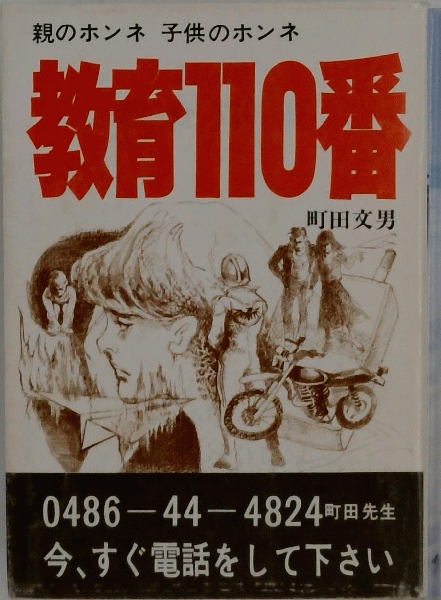 親のホンネ 子供のホンネ
教育110番
町田文男
0486―44―4824町田先生
今、すぐ電話をして下さい